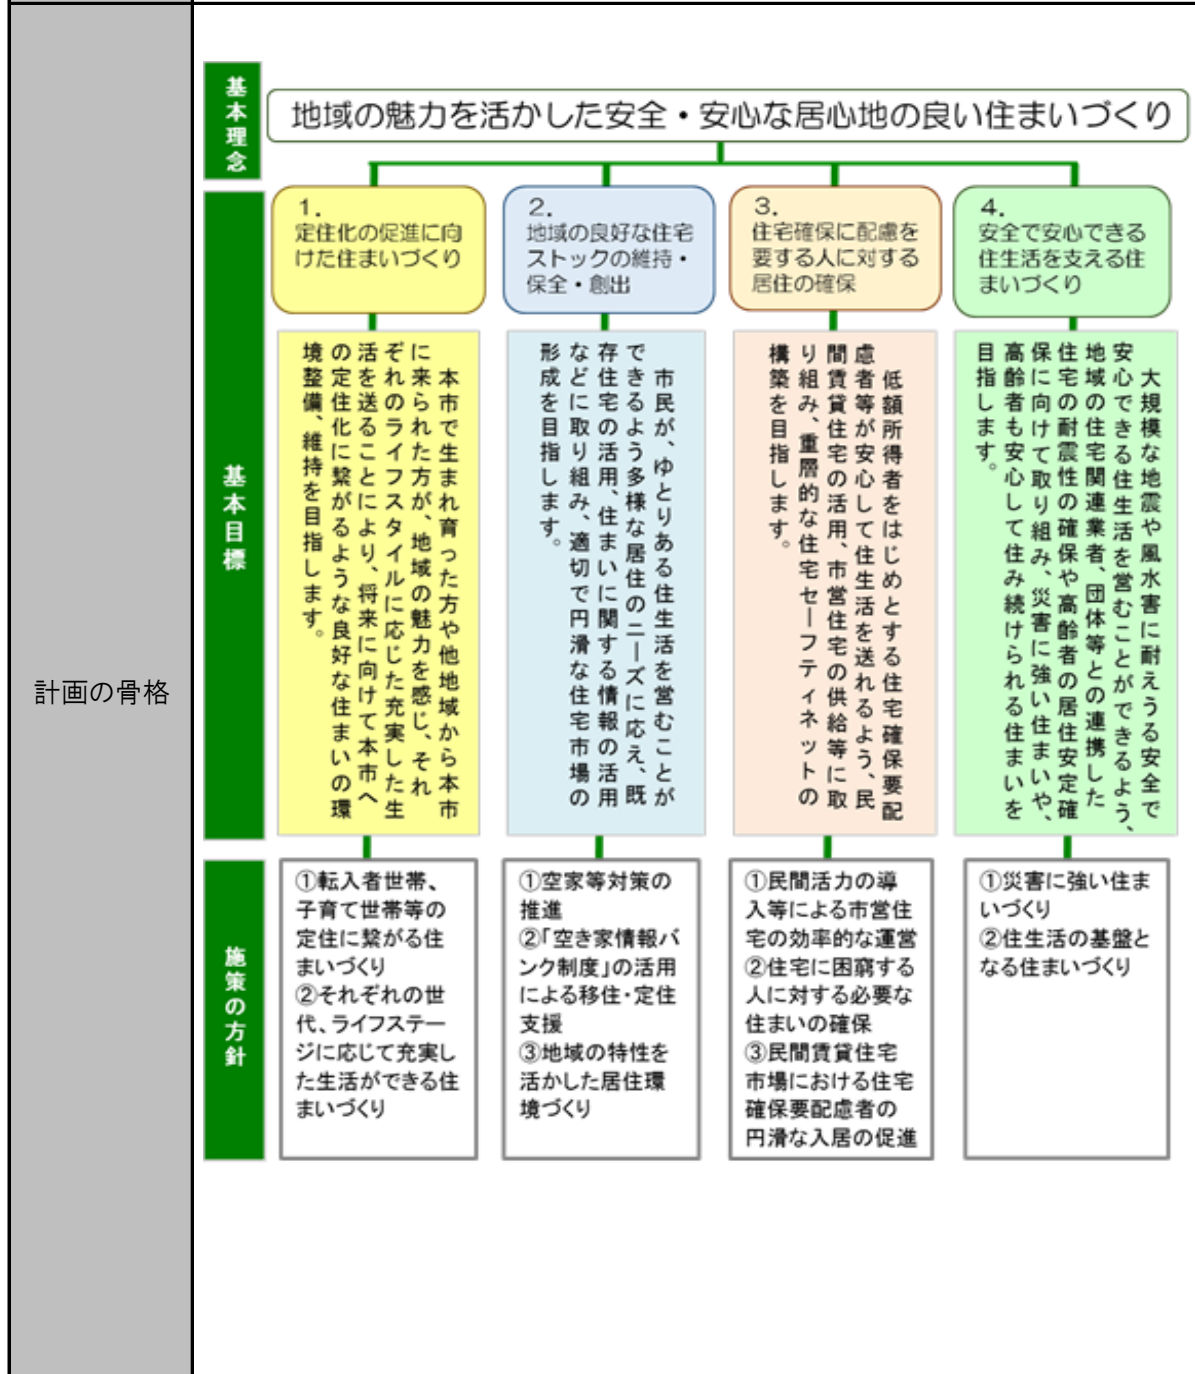 計画の骨格
基本理念
地域の魅力を活かした安全・安心な居心地の良い住まいづくり
基本目標
1.
定住化の促進に向
けた住まいづくり
2.
地域の良好な住宅
ストックの維持・
保全・創出
3.
住宅確保に配慮を
要する人に対する
居住の確保
4.
安全で安心できる
住生活を支える住
まいづくり
本市で生まれ育った方や他地域から本市
に来られた方が、地域の魅力を感じ、それ
ぞれのライフスタイルに応じた充実した生
活を送ることにより、将来に向けて本市へ
の定住化に繋がるような良好な住まいの環
境整備、維持を目指します。
市民が、ゆとりある住生活を営むことが
できるよう多様な居住のニーズに応え、既
存住宅の活用、住まいに関する情報の活用
などに取り組み、適切で円滑な住宅市場の
形成を目指します。
低額所得者をはじめとする住宅確保要配
慮者等が安心して住生活を送れるよう、民
間賃貸住宅の活用、市営住宅の供給等に取
り組み、重層的な住宅セーフティネットの
構築を目指します。
大規模な地震や風水害に耐えうる安全で
安心できる住生活を営むことができるよう、
地域の住宅関連業者、団体等との連携した
住宅の耐震性の確保や高齢者の居住安定確
保に向けて取り組み、災害に強い住まいや、
高齢者も安心して住み続けられる住まいを
目指します。
施策の方針
①転入者世帯、
子育て世帯等の
定住に繋がる住
まいづくり
②それぞれの世
代、ライフステー
ジに応じて充実し
た生活ができる住
まいづくり
①空家等対策の
推進
②「空き家情報バ
ンク制度」の活用
による移住・定住
支援
③地域の特性を
活かした居住環
境づくり
①民間活力の導
入等による市営住
宅の効率的な運営
②住宅に困窮する
人に対する必要な
住まいの確保
③民間賃貸住宅
市場における住宅
確保要配慮者の
円滑な入居の促進
①災害に強い住ま
いづくり
②住生活の基盤と
なる住まいづくり